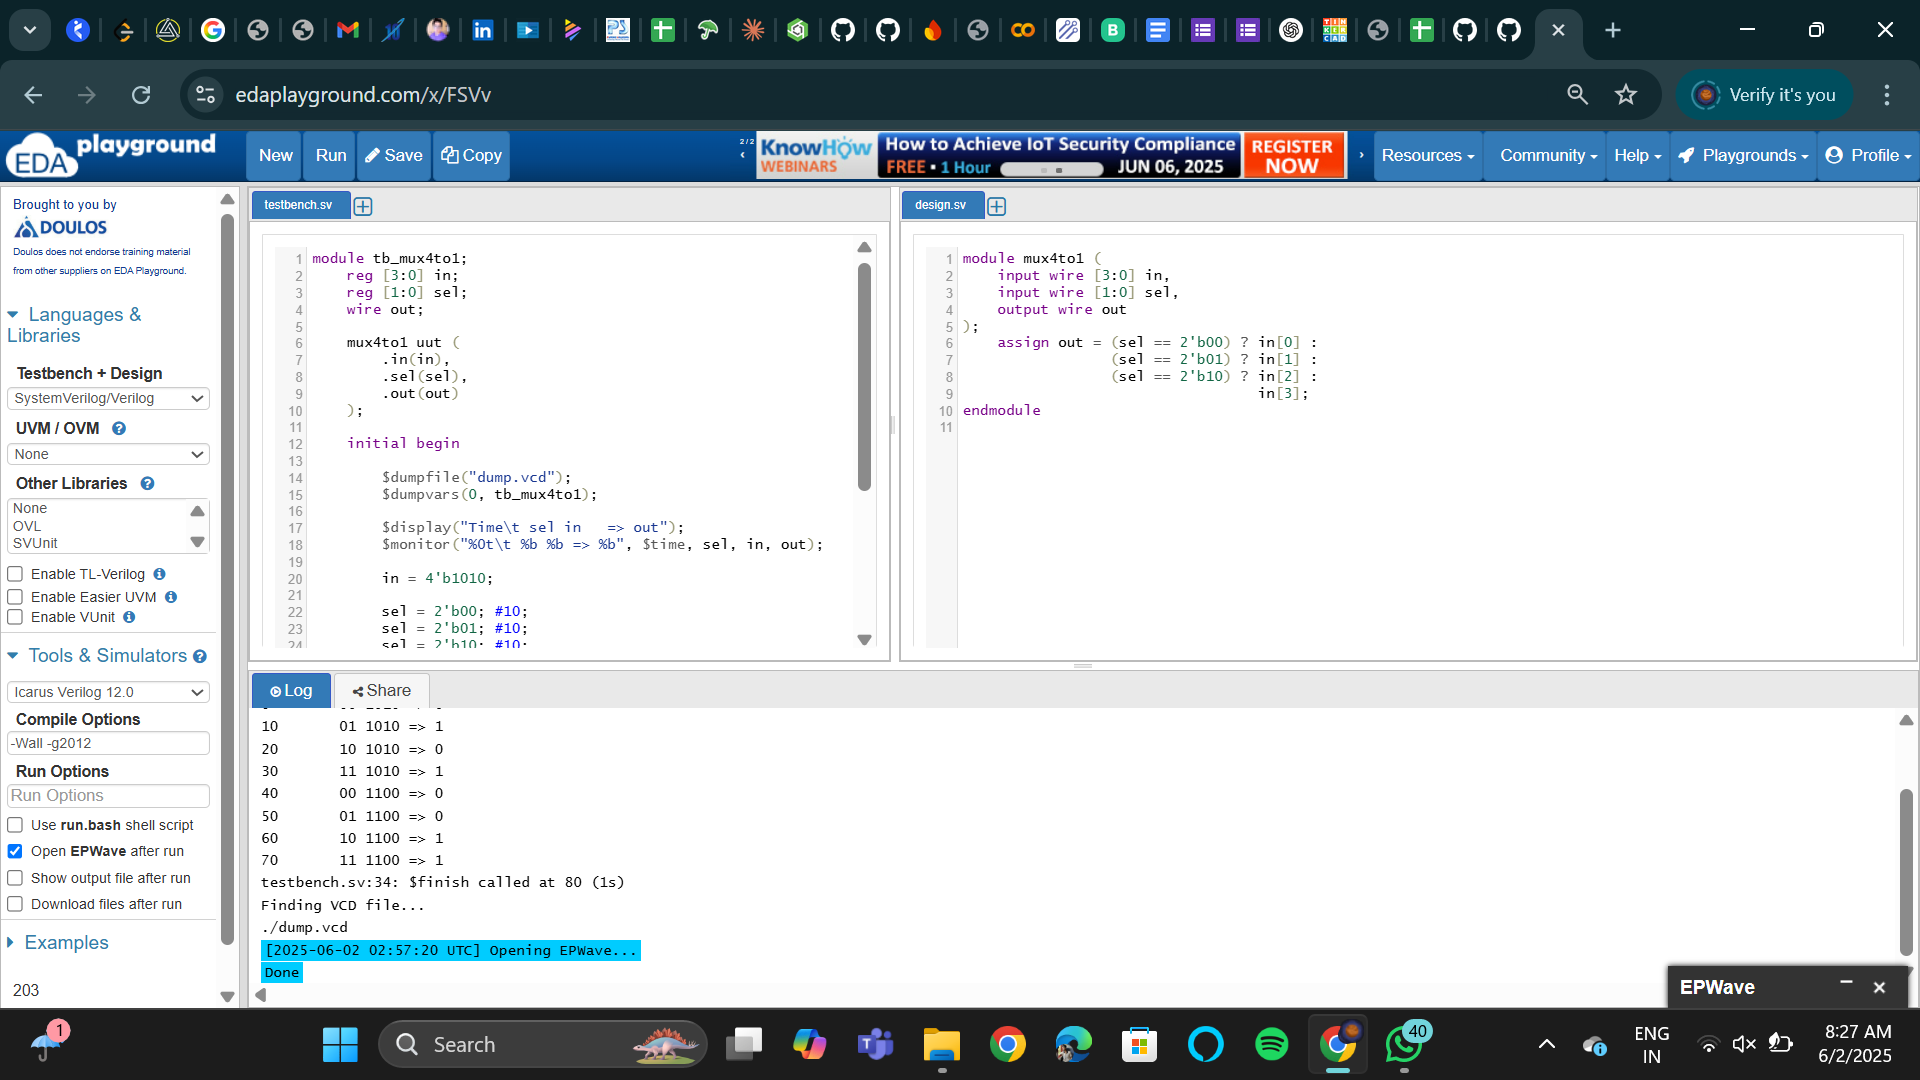 edaplayground.com/x/FSVv
Verify it's you
EDA playground
New
Run
Save
Copy
2/2
KnowHow
WEBINARS
How to Achieve IoT Security Compliance
FREE • 1 Hour
JUN 06, 2025
REGISTER
NOW
Resources
Community
Help
Playgrounds
Profile
Brought to you by
DOULOS
Doulos does not endorse training material
from other suppliers on EDA Playground.
Languages &
Libraries
Testbench + Design
SystemVerilog/Verilog
UVM / OVM
None
Other Libraries
None
OVL
SVUnit
Enable TL-Verilog
Enable Easier UVM
Enable VUnit
Tools & Simulators
Icarus Verilog 12.0
Compile Options
-Wall -g2012
Run Options
Run Options
Use run.bash shell script
Open EPWave after run
Show output file after run
Download files after run
Examples
203
testbench.sv
1 module tb_mux4to1;
2 reg [3:0] in;
3 reg [1:0] sel;
4 wire out;
5
6 mux4to1 uut (
7 .in(in),
8 .sel(sel),
9 .out(out)
10 );
11
12 initial begin
13
14 $dumpfile("dump.vcd");
15 $dumpvars(0, tb_mux4to1);
16
17 $display("Time\t sel in   => out");
18 $monitor("%0t\t %b %b => %b", $time, sel, in, out);
19
20 in = 4'b1010;
21
22 sel = 2'b00; #10;
23 sel = 2'b01; #10;
24 sel = 2'b10; #10;
design.sv
1 module mux4to1 (
2 input wire [3:0] in,
3 input wire [1:0] sel,
4 output wire out
5 );
6 assign out = (sel == 2'b00) ? in[0] :
7 (sel == 2'b01) ? in[1] :
8 (sel == 2'b10) ? in[2] :
9 in[3];
10 endmodule
11
Log
Share
10 01 1010 => 1
20 10 1010 => 0
30 11 1010 => 1
40 00 1100 => 0
50 01 1100 => 0
60 10 1100 => 1
70 11 1100 => 1
testbench.sv:34: $finish called at 80 (1s)
Finding VCD file...
./dump.vcd
[2025-06-02 02:57:20 UTC] Opening EPWave...
Done
EPWave
1
Search
40
ENG
IN
8:27 AM
6/2/2025